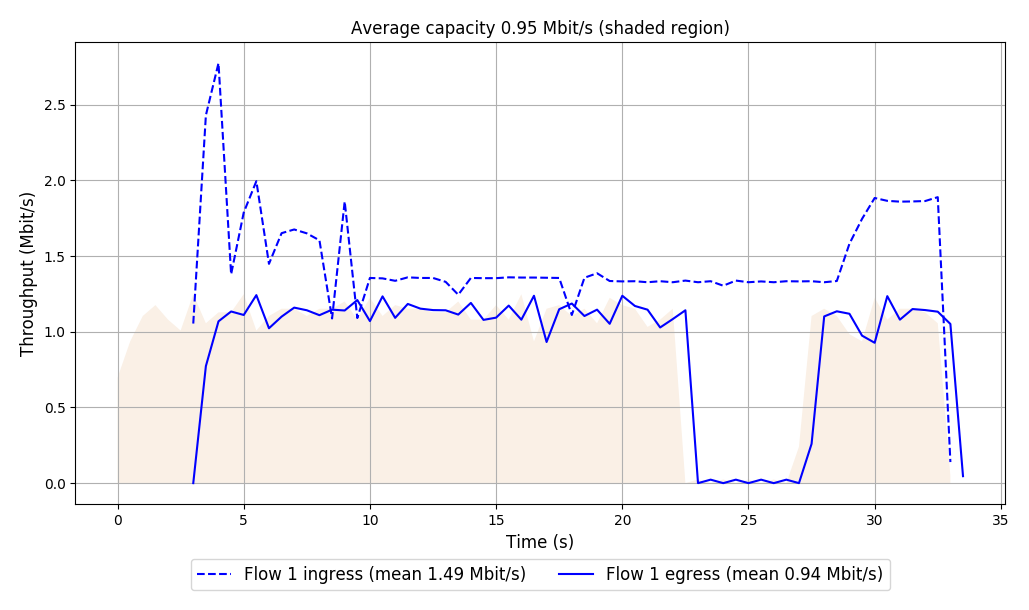 Average capacity 0.95 Mbit/s (shaded region)
Throughput (Mbit/s)
2.5
2.0
1.5
1.0
0.5
0.0
0 5 10 15 20 25 30 35
Time (s)
Flow 1 ingress (mean 1.49 Mbit/s) Flow 1 egress (mean 0.94 Mbit/s)